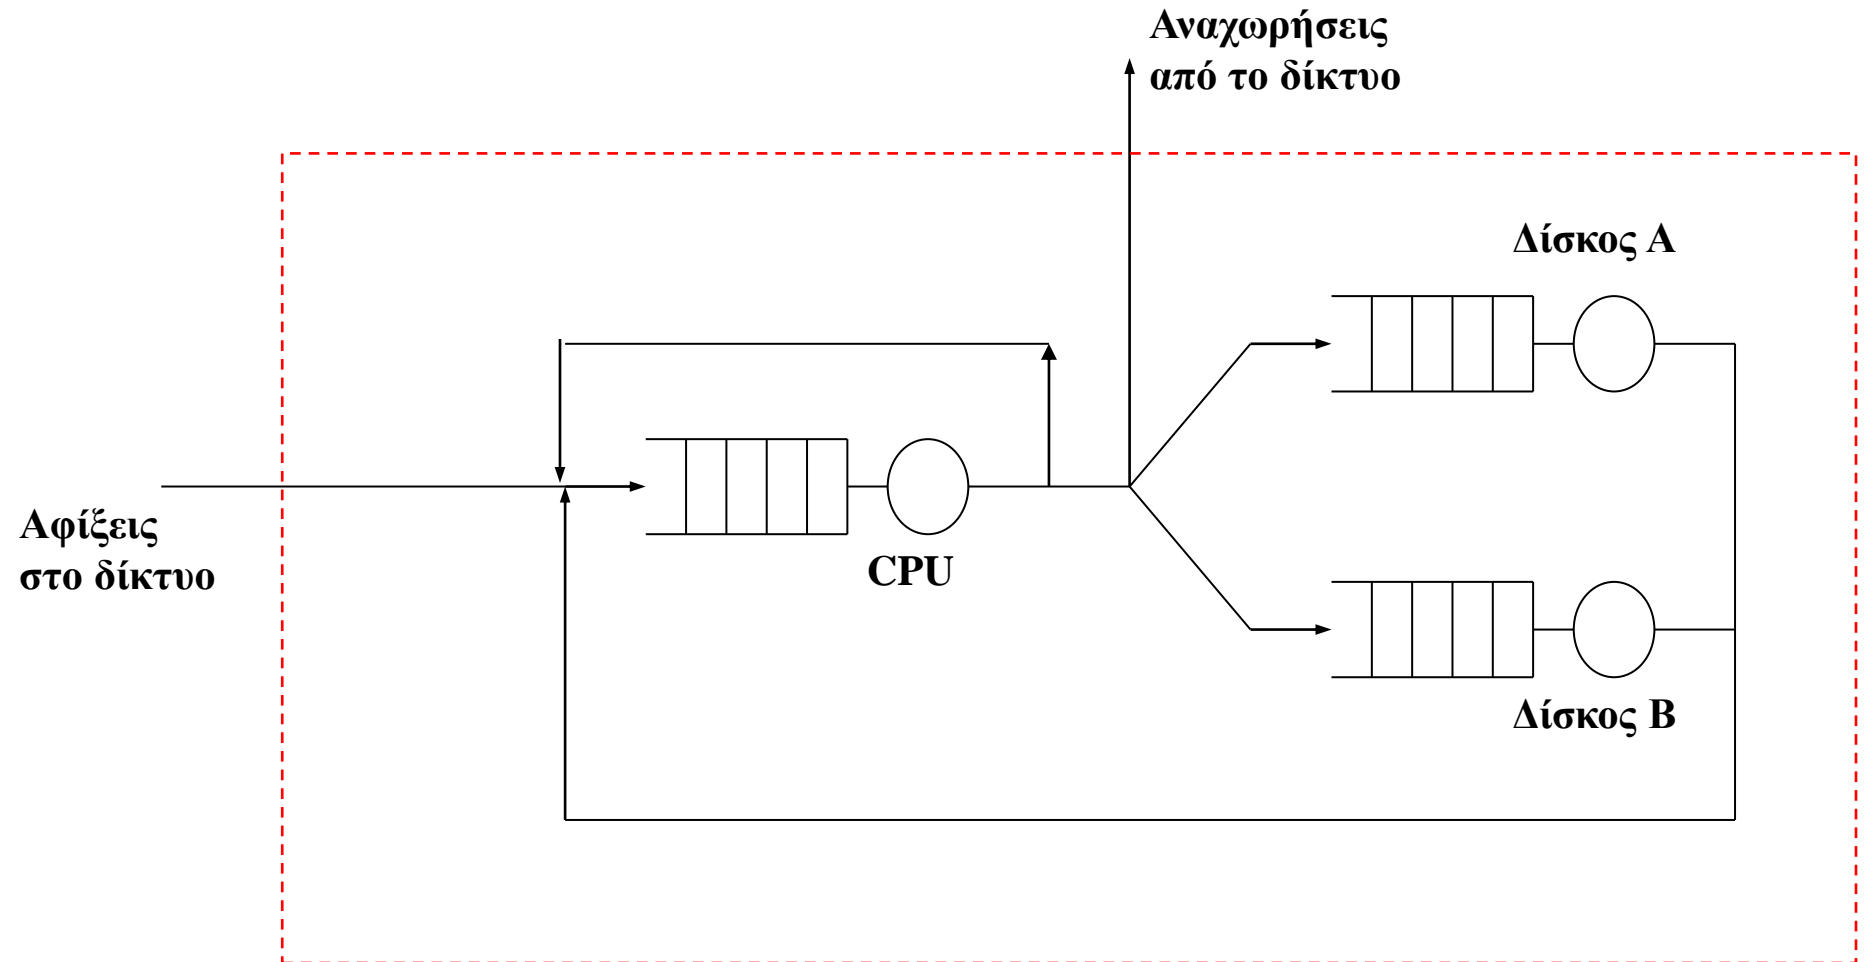 Αναχωρήσεις
από το δίκτυο
Δίσκος Α
Αφίξεις
στο δίκτυο
CPU
Δίσκος Β